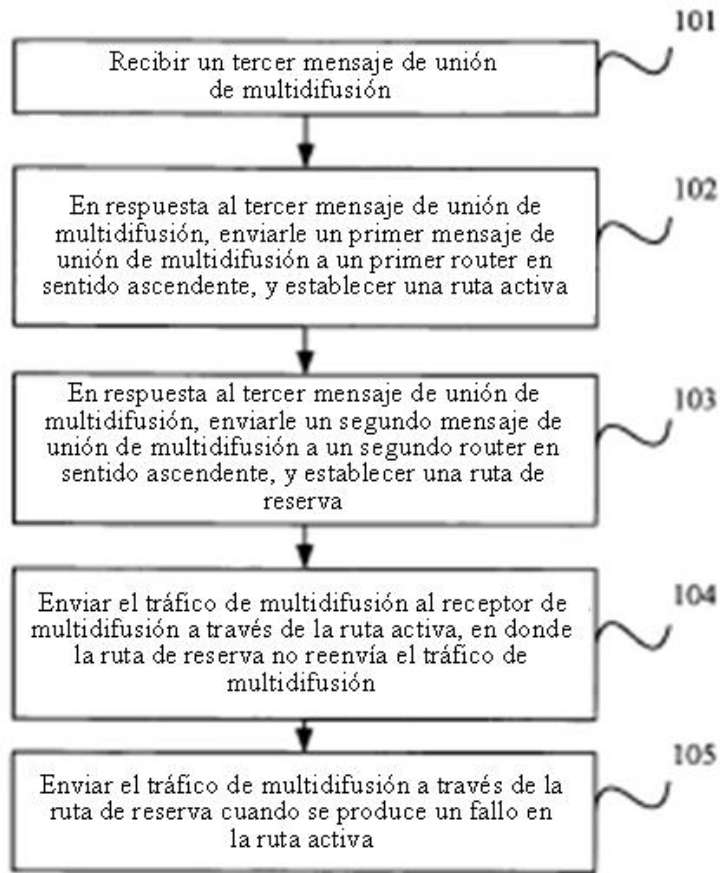 101
Recibir un tercer mensaje de unión
de multidifusión
102
En respuesta al tercer mensaje de unión de
multidifusión, enviarle un primer mensaje de
unión de multidifusión a un primer router en
sentido ascendente, y establecer una ruta activa
103
En respuesta al tercer mensaje de unión de
multidifusión, enviarle un segundo mensaje de
unión de multidifusión a un segundo router en
sentido ascendente, y establecer una ruta de
reserva
104
Enviar el tráfico de multidifusión al receptor de
multidifusión a través de la ruta activa, en donde
la ruta de reserva no reenvía el tráfico de
multidifusión
105
Enviar el tráfico de multidifusión a través de la
ruta de reserva cuando se produce un fallo en
la ruta activa